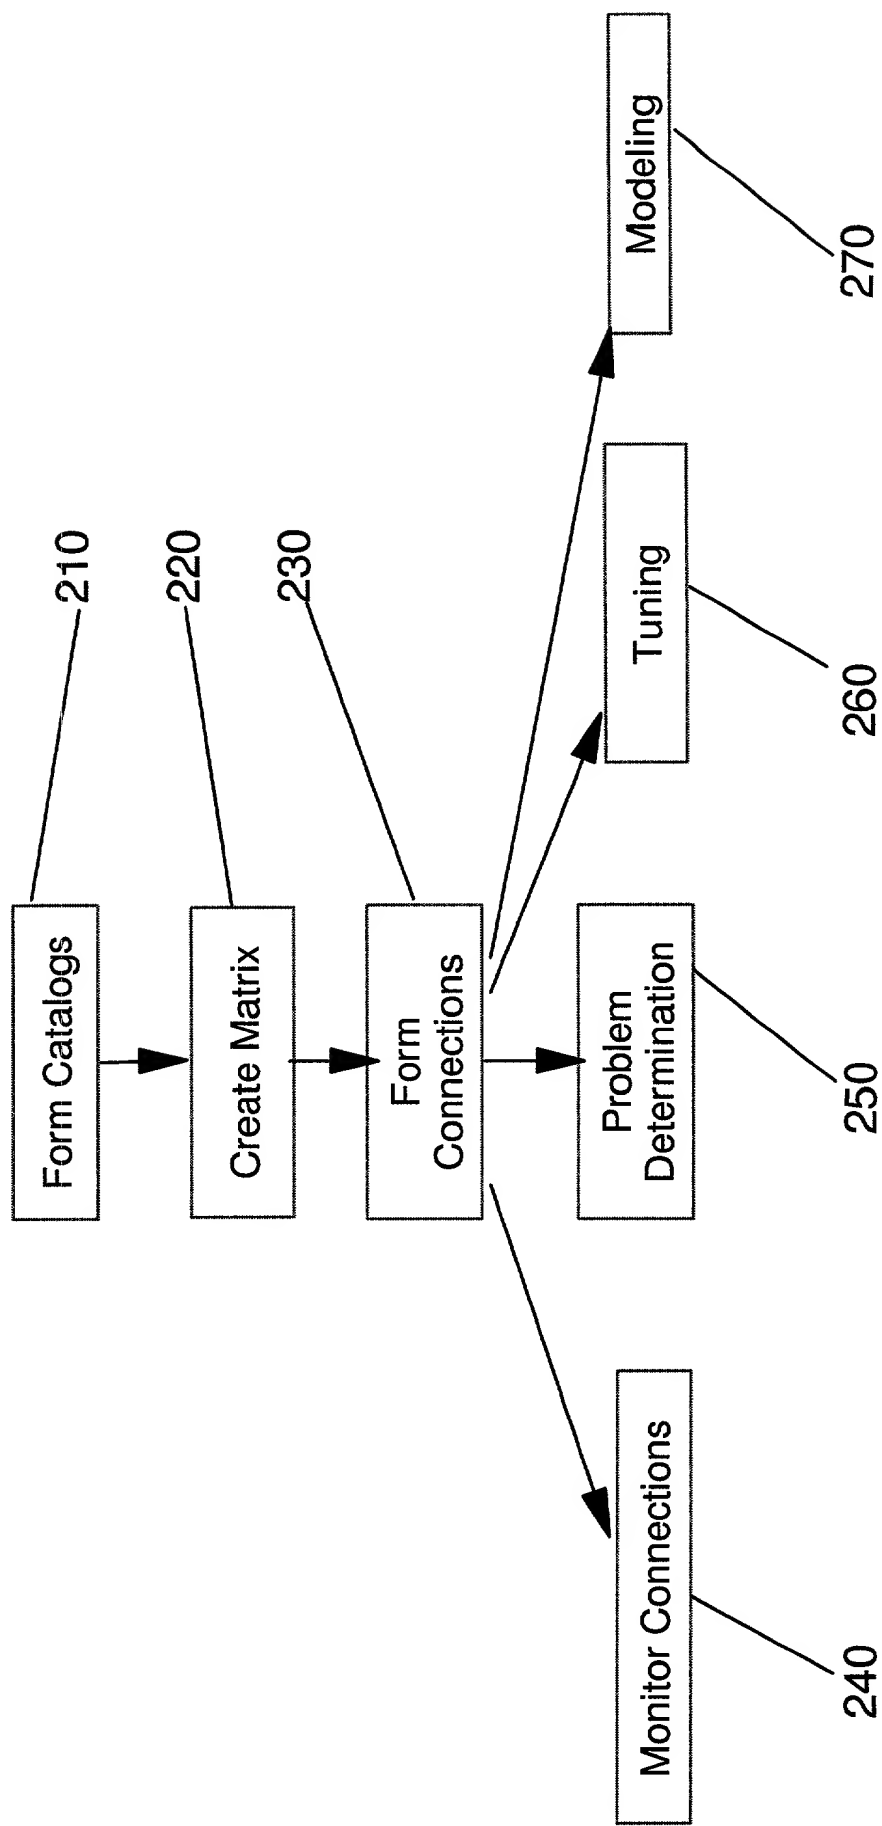 Form Catalogs
210
Create Matrix
220
Form
Connections
230
Monitor Connections
240
Problem
Determination
250
Tuning
260
Modeling
270